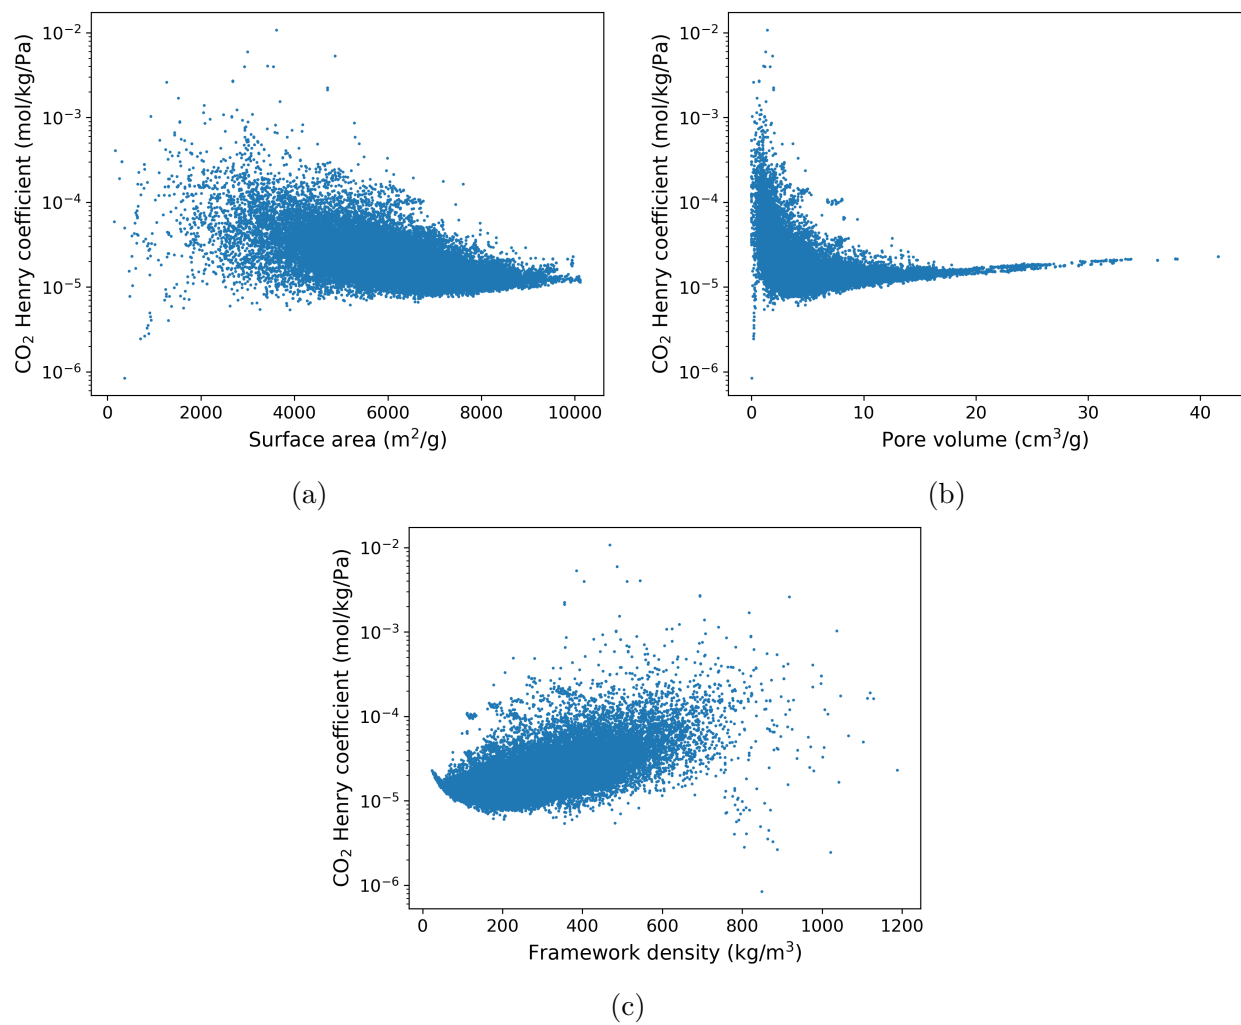 CO₂ Henry coefficient (mol/kg/Pa)
10⁻²
10⁻³
10⁻⁴
10⁻⁵
10⁻⁶
0 2000 4000 6000 8000 10000
Surface area (m²/g)
(a)
CO₂ Henry coefficient (mol/kg/Pa)
10⁻²
10⁻³
10⁻⁴
10⁻⁵
10⁻⁶
0 10 20 30 40
Pore volume (cm³/g)
(b)
CO₂ Henry coefficient (mol/kg/Pa)
10⁻²
10⁻³
10⁻⁴
10⁻⁵
10⁻⁶
0 200 400 600 800 1000 1200
Framework density (kg/m³)
(c)